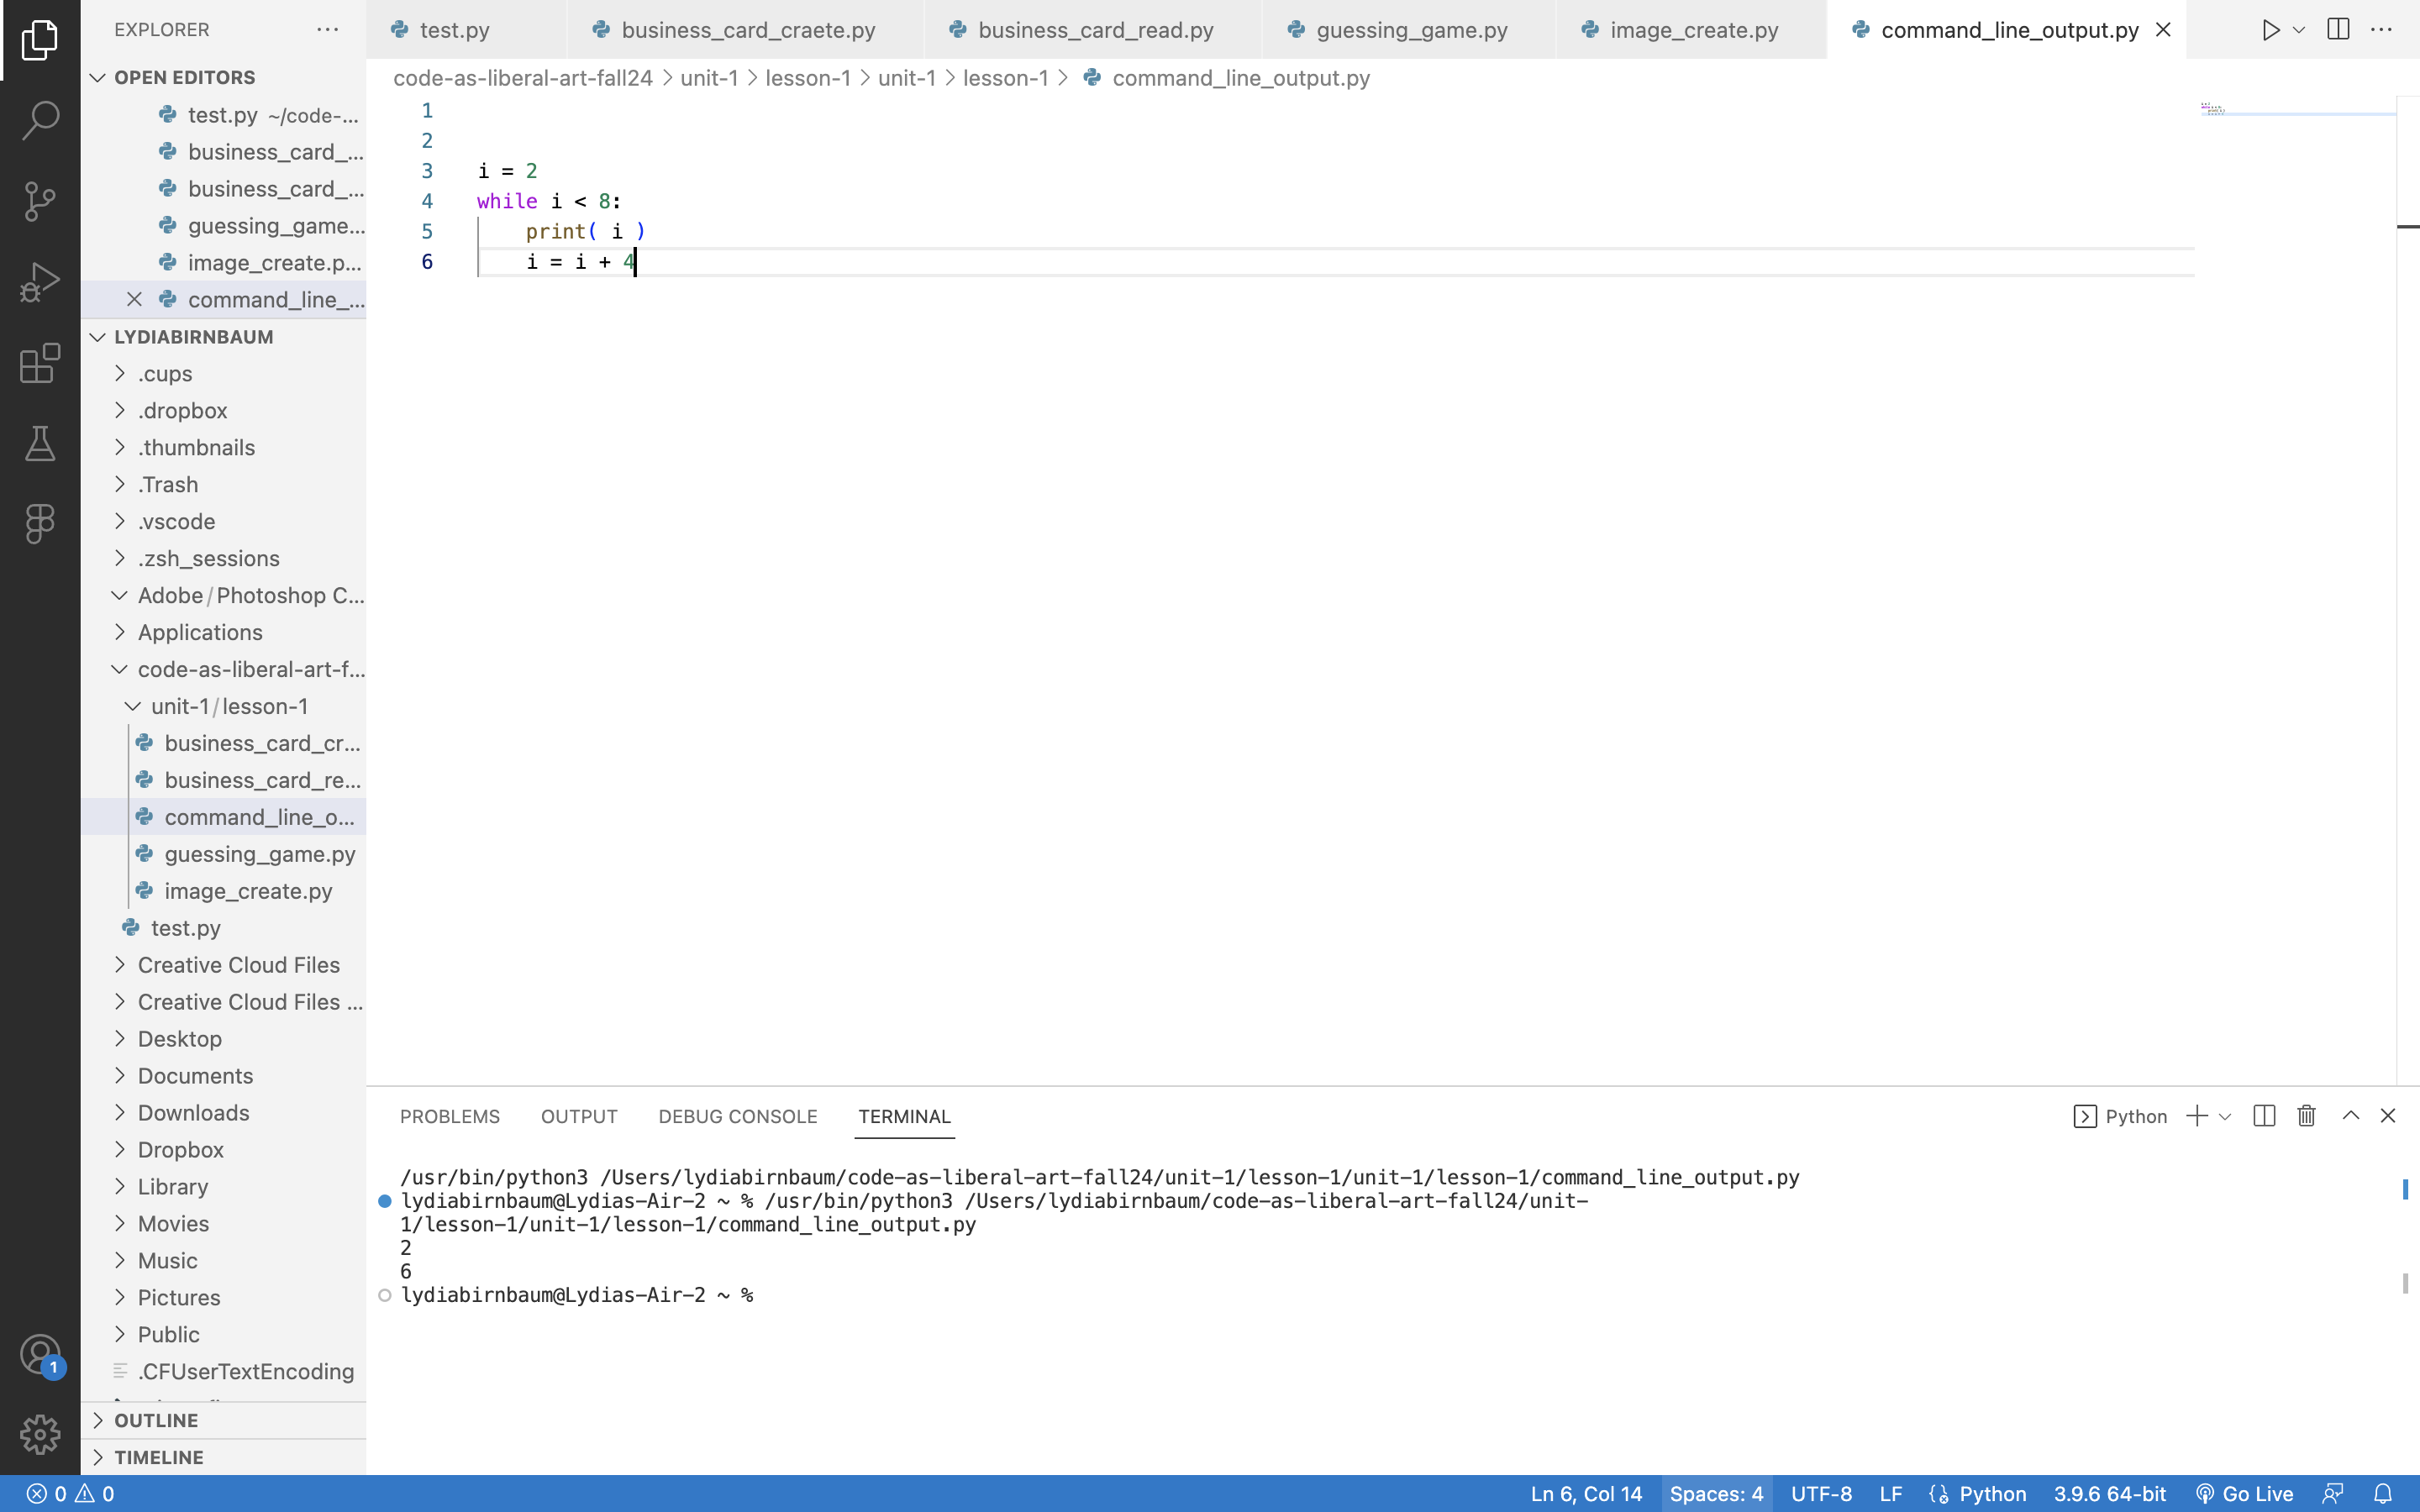 EXPLORER
OPEN EDITORS
test.py ~/code-...
business_card_...
business_card_...
guessing_game...
image_create.p...
command_line_...
LYDIABIRNBAUM
.cups
.dropbox
.thumbnails
.Trash
.vscode
.zsh_sessions
Adobe/Photoshop C...
Applications
code-as-liberal-art-f...
unit-1/lesson-1
business_card_cr...
business_card_re...
command_line_o...
guessing_game.py
image_create.py
test.py
Creative Cloud Files
Creative Cloud Files ...
Desktop
Documents
Downloads
Dropbox
Library
Movies
Music
Pictures
Public
.CFUserTextEncoding
OUTLINE
TIMELINE
test.py business_card_craete.py business_card_read.py guessing_game.py image_create.py command_line_output.py
code-as-liberal-art-fall24 > unit-1 > lesson-1 > unit-1 > lesson-1 > command_line_output.py
1
2
3 i = 2
4 while i < 8:
5 print( i )
6 i = i + 4
PROBLEMS OUTPUT DEBUG CONSOLE TERMINAL Python
/usr/bin/python3 /Users/lydiabirnbaum/code-as-liberal-art-fall24/unit-1/lesson-1/unit-1/lesson-1/command_line_output.py
lydiabirnbaum@Lydias-Air-2 ~ % /usr/bin/python3 /Users/lydiabirnbaum/code-as-liberal-art-fall24/unit-
1/lesson-1/unit-1/lesson-1/command_line_output.py
2
6
lydiabirnbaum@Lydias-Air-2 ~ %
1
0 0 Ln 6, Col 14 Spaces: 4 UTF-8 LF Python 3.9.6 64-bit Go Live